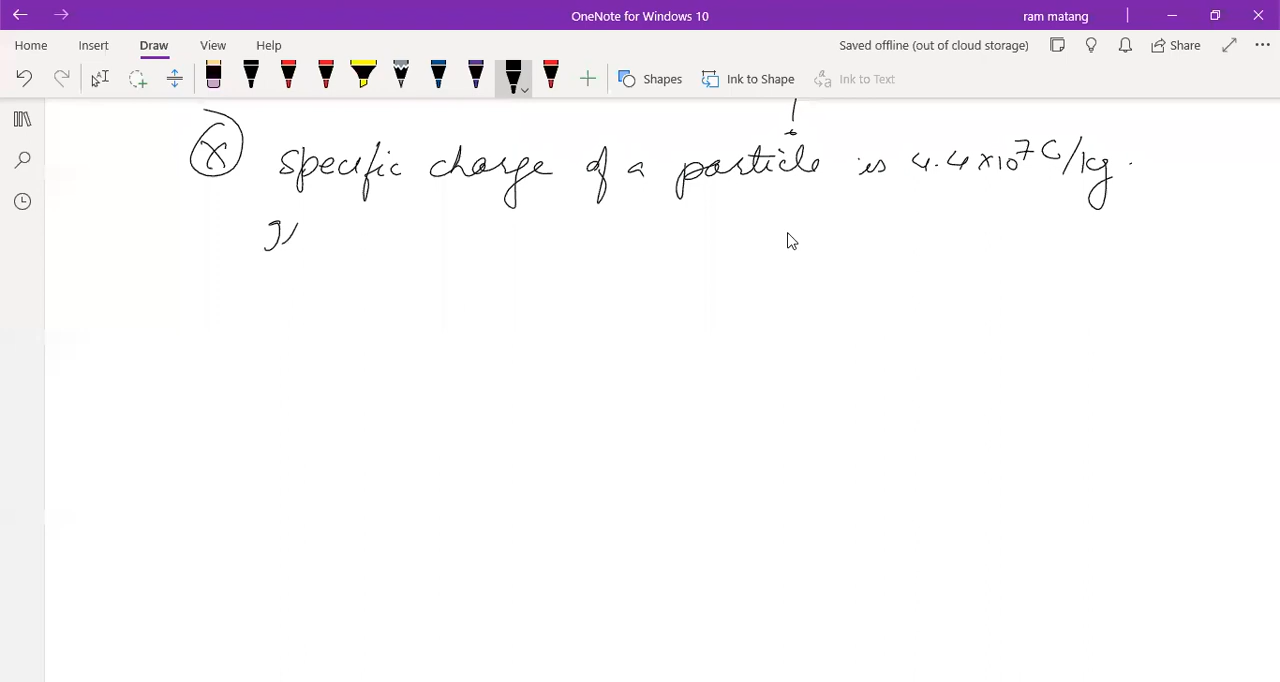 OneNote for Windows 10
ram matang
Home Insert Draw View Help
Saved offline (out of cloud storage)
Share
Shapes
Ink to Shape
Ink to Text
x specific charge of a particle is 4.4×10⁷ C/kg.